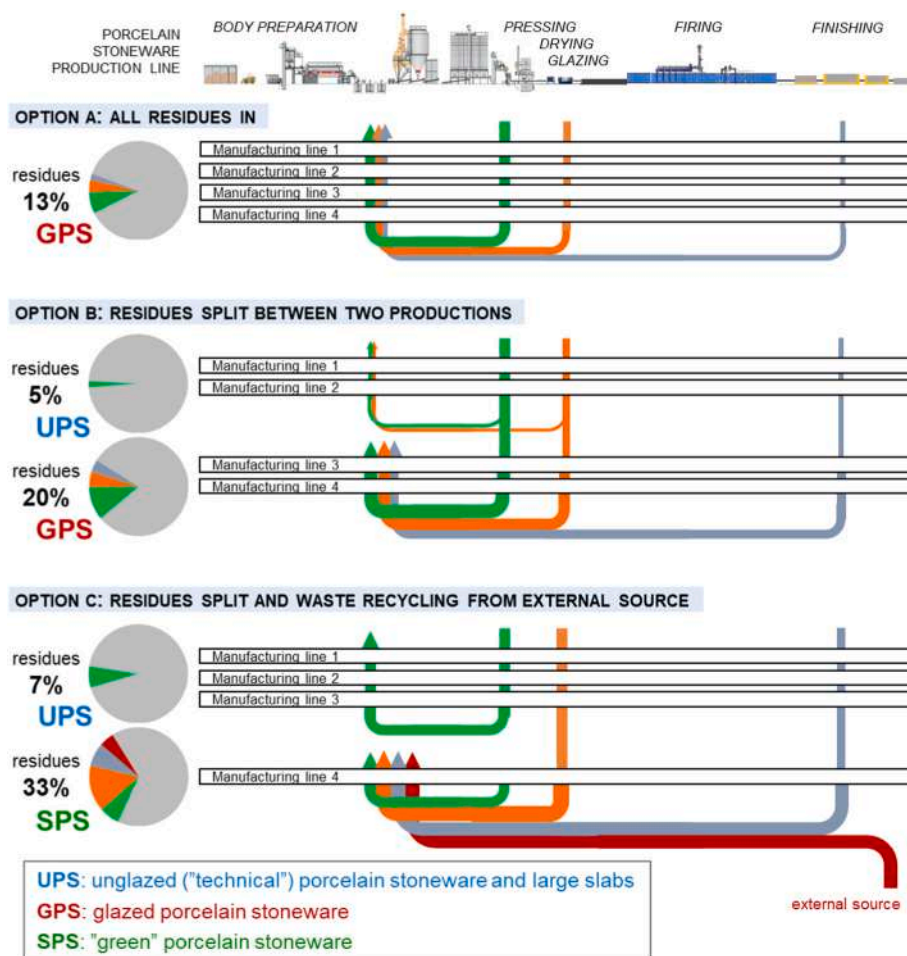 PORCELAIN
STONEWARE
PRODUCTION LINE
BODY PREPARATION
PRESSING
DRYING
GLAZING
FIRING
FINISHING
OPTION A: ALL RESIDUES IN
residues
13%
GPS
Manufacturing line 1
Manufacturing line 2
Manufacturing line 3
Manufacturing line 4
OPTION B: RESIDUES SPLIT BETWEEN TWO PRODUCTIONS
residues
5%
UPS
Manufacturing line 1
Manufacturing line 2
residues
20%
GPS
Manufacturing line 3
Manufacturing line 4
OPTION C: RESIDUES SPLIT AND WASTE RECYCLING FROM EXTERNAL SOURCE
residues
7%
UPS
Manufacturing line 1
Manufacturing line 2
Manufacturing line 3
residues
33%
SPS
Manufacturing line 4
external source
UPS: unglazed ("technical") porcelain stoneware and large slabs
GPS: glazed porcelain stoneware
SPS: "green" porcelain stoneware